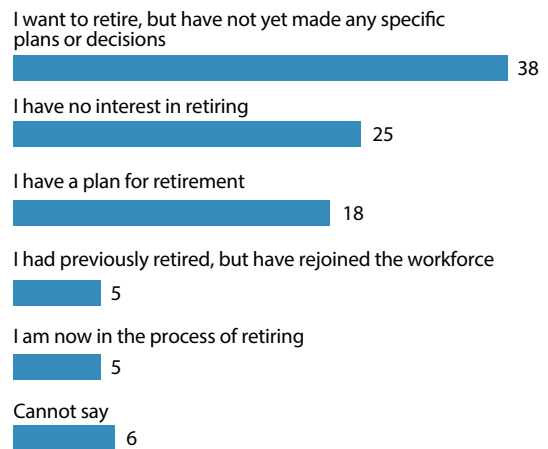 I want to retire, but have not yet made any specific
plans or decisions
38
I have no interest in retiring
25
I have a plan for retirement
18
I had previously retired, but have rejoined the workforce
5
I am now in the process of retiring
5
Cannot say
6